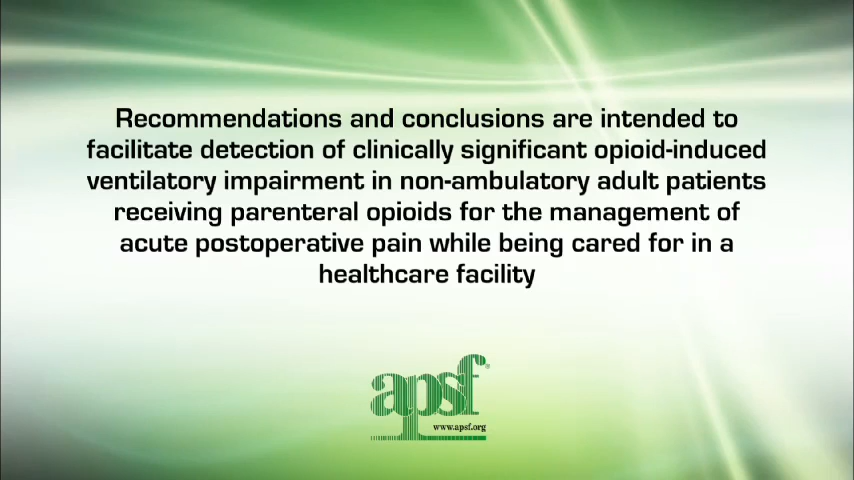 Recommendations and conclusions are intended to
facilitate detection of clinically significant opioid-induced
ventilatory impairment in non-ambulatory adult patients
receiving parenteral opioids for the management of
acute postoperative pain while being cared for in a
healthcare facility
apsf®
www.apsf.org